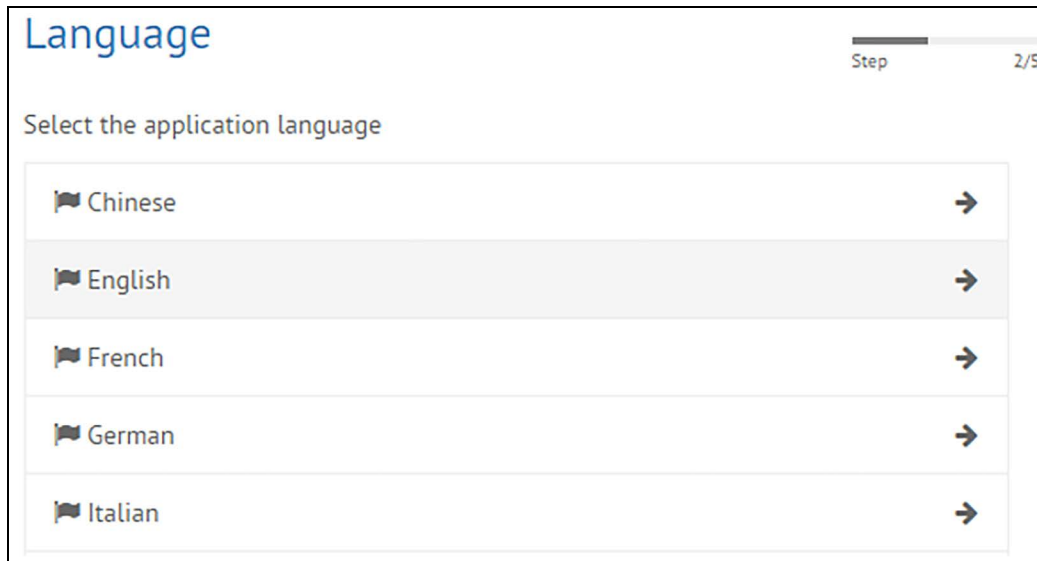 Language
Step 2/5
Select the application language
Chinese
English
French
German
Italian